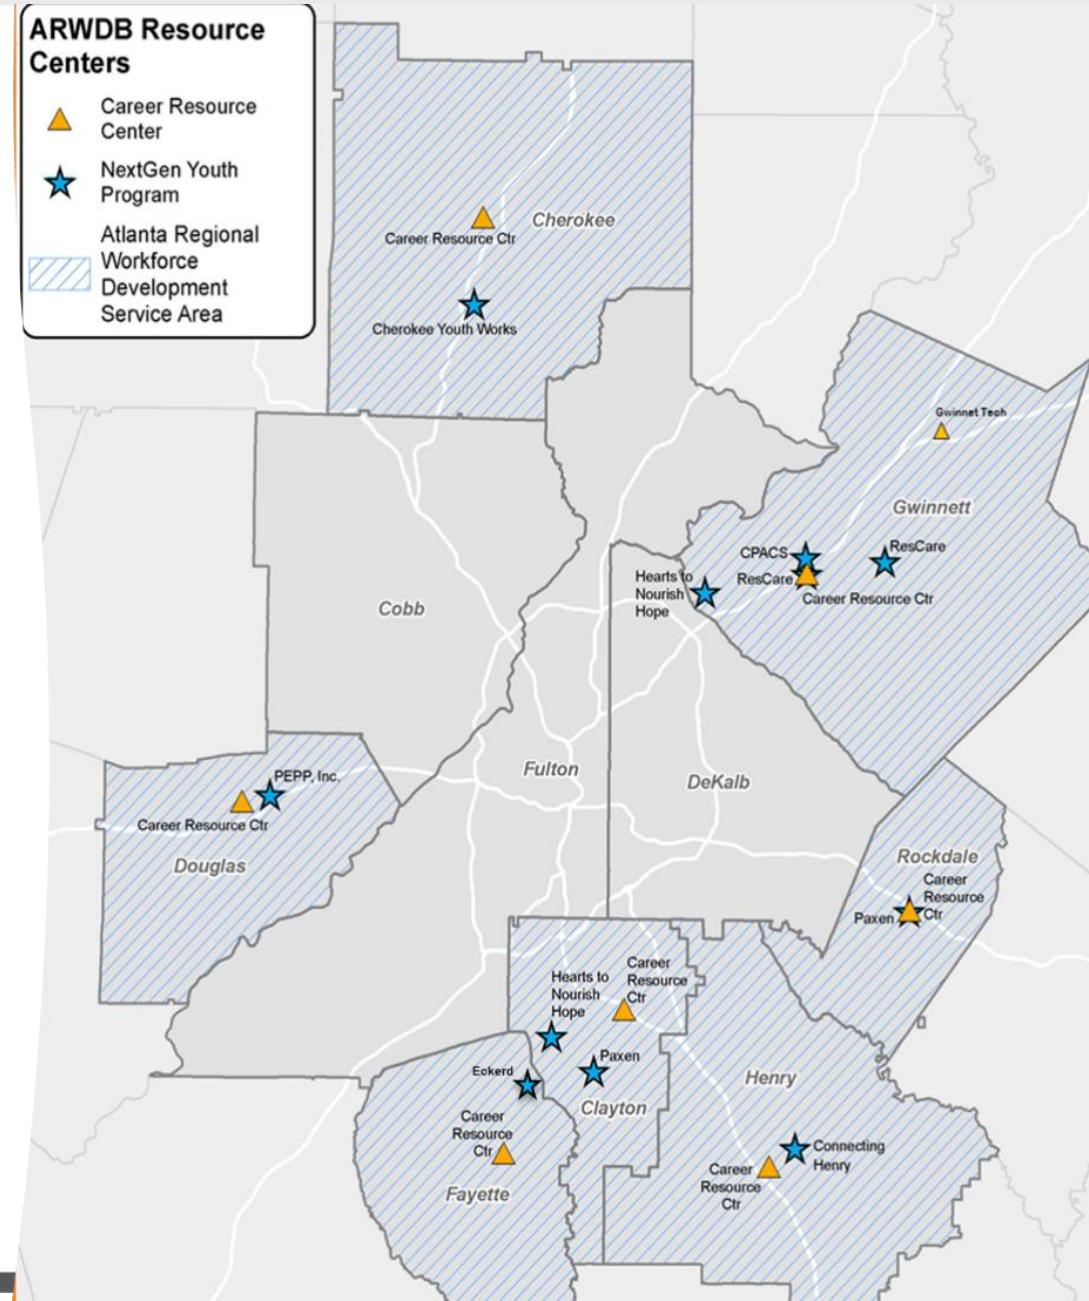 ARWDB Resource
Centers
Career Resource
Center
NextGen Youth
Program
Atlanta Regional
Workforce
Development
Service Area
Cherokee
Career Resource Ctr
Cherokee Youth Works
Gwinnet Tech
Gwinnett
CPACS
ResCare
ResCare
Career Resource Ctr
Hearts to
Nourish
Hope
Cobb
Fulton
DeKalb
PEPP, Inc.
Career Resource Ctr
Douglas
Rockdale
Career
Resource
Ctr
Paxen
Hearts to
Nourish
Hope
Career
Resource
Ctr
Paxen
Clayton
Eckerd
Career
Resource
Ctr
Fayette
Henry
Connecting
Henry
Career
Resource
Ctr